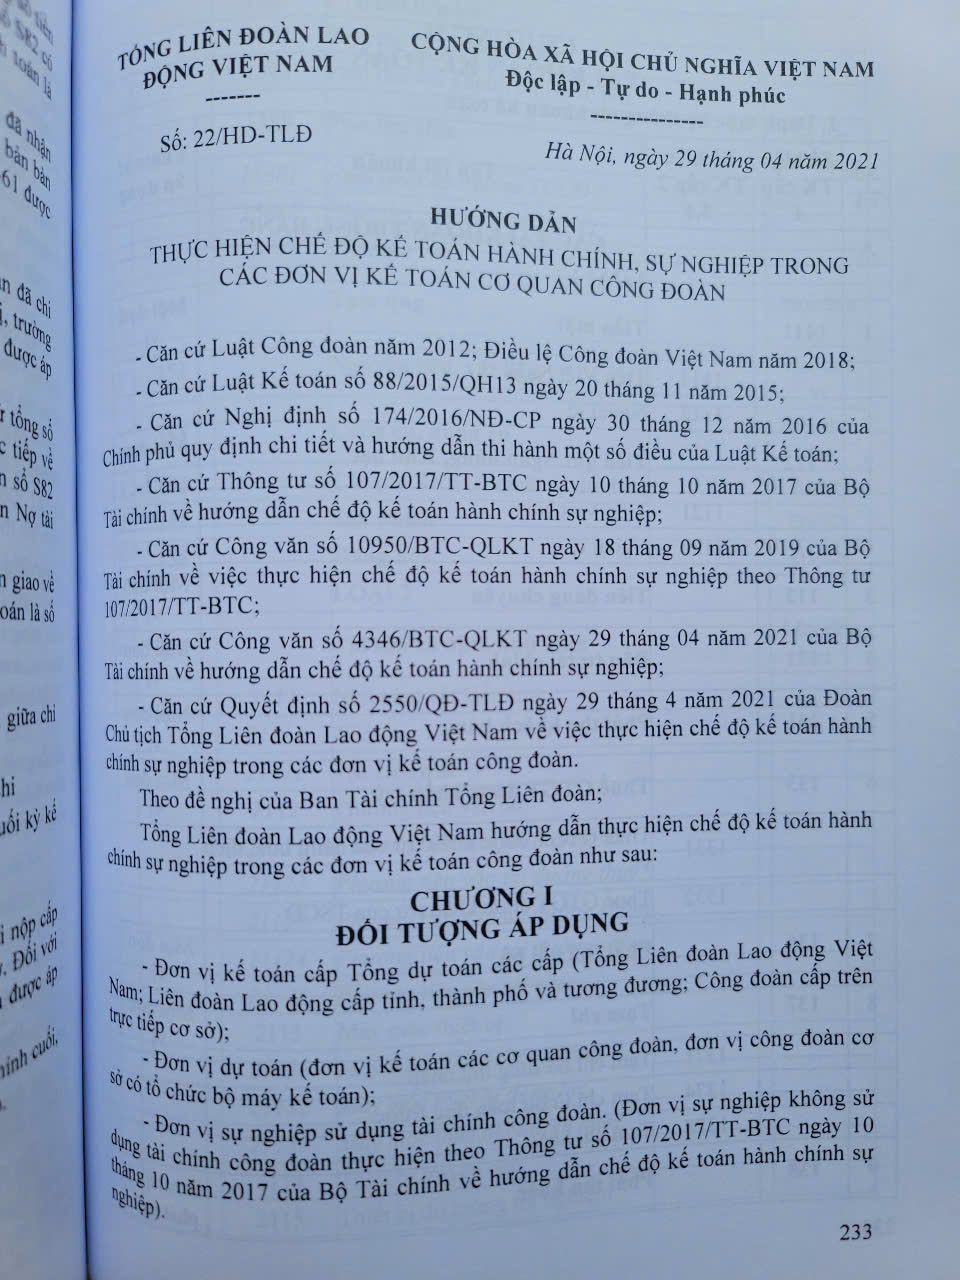 TỔNG LIÊN ĐOÀN LAO
ĐỘNG VIỆT NAM
-------
Số: 22/HD-TLĐ
CỘNG HÒA XÃ HỘI CHỦ NGHĨA VIỆT NAM
Độc lập - Tự do - Hạnh phúc
---------------
Hà Nội, ngày 29 tháng 04 năm 2021
HƯỚNG DẪN
THỰC HIỆN CHẾ ĐỘ KẾ TOÁN HÀNH CHÍNH, SỰ NGHIỆP TRONG
CÁC ĐƠN VỊ KẾ TOÁN CƠ QUAN CÔNG ĐOÀN
- Căn cứ Luật Công đoàn năm 2012; Điều lệ Công đoàn Việt Nam năm 2018;
- Căn cứ Luật Kế toán số 88/2015/QH13 ngày 20 tháng 11 năm 2015;
- Căn cứ Nghị định số 174/2016/NĐ-CP ngày 30 tháng 12 năm 2016 của
Chính phủ quy định chi tiết và hướng dẫn thi hành một số điều của Luật Kế toán;
- Căn cứ Thông tư số 107/2017/TT-BTC ngày 10 tháng 10 năm 2017 của Bộ
Tài chính về hướng dẫn chế độ kế toán hành chính sự nghiệp;
- Căn cứ Công văn số 10950/BTC-QLKT ngày 18 tháng 09 năm 2019 của Bộ
Tài chính về việc thực hiện chế độ kế toán hành chính sự nghiệp theo Thông tư
107/2017/TT-BTC;
- Căn cứ Công văn số 4346/BTC-QLKT ngày 29 tháng 04 năm 2021 của Bộ
Tài chính về hướng dẫn chế độ kế toán hành chính sự nghiệp;
- Căn cứ Quyết định số 2550/QĐ-TLĐ ngày 29 tháng 4 năm 2021 của Đoàn
Chủ tịch Tổng Liên đoàn Lao động Việt Nam về việc thực hiện chế độ kế toán hành
chính sự nghiệp trong các đơn vị kế toán công đoàn.
Theo đề nghị của Ban Tài chính Tổng Liên đoàn;
Tổng Liên đoàn Lao động Việt Nam hướng dẫn thực hiện chế độ kế toán hành
chính sự nghiệp trong các đơn vị kế toán công đoàn như sau:
CHƯƠNG I
ĐỐI TƯỢNG ÁP DỤNG
- Đơn vị kế toán cấp Tổng dự toán các cấp (Tổng Liên đoàn Lao động Việt
Nam; Liên đoàn Lao động cấp tỉnh, thành phố và tương đương; Công đoàn cấp trên
trực tiếp cơ sở);
- Đơn vị dự toán (đơn vị kế toán các cơ quan công đoàn, đơn vị công đoàn cơ
sở có tổ chức bộ máy kế toán);
- Đơn vị sự nghiệp sử dụng tài chính công đoàn. (Đơn vị sự nghiệp không sử
dụng tài chính công đoàn thực hiện theo Thông tư số 107/2017/TT-BTC ngày 10
tháng 10 năm 2017 của Bộ Tài chính về hướng dẫn chế độ kế toán hành chính sự
nghiệp).
233